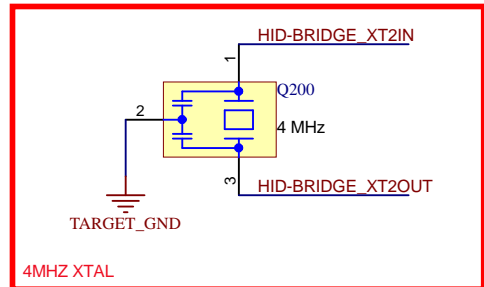 HID-BRIDGE_XT2IN
1
Q200
2
4 MHz
3
HID-BRIDGE_XT2OUT
TARGET_GND
4MHZ XTAL